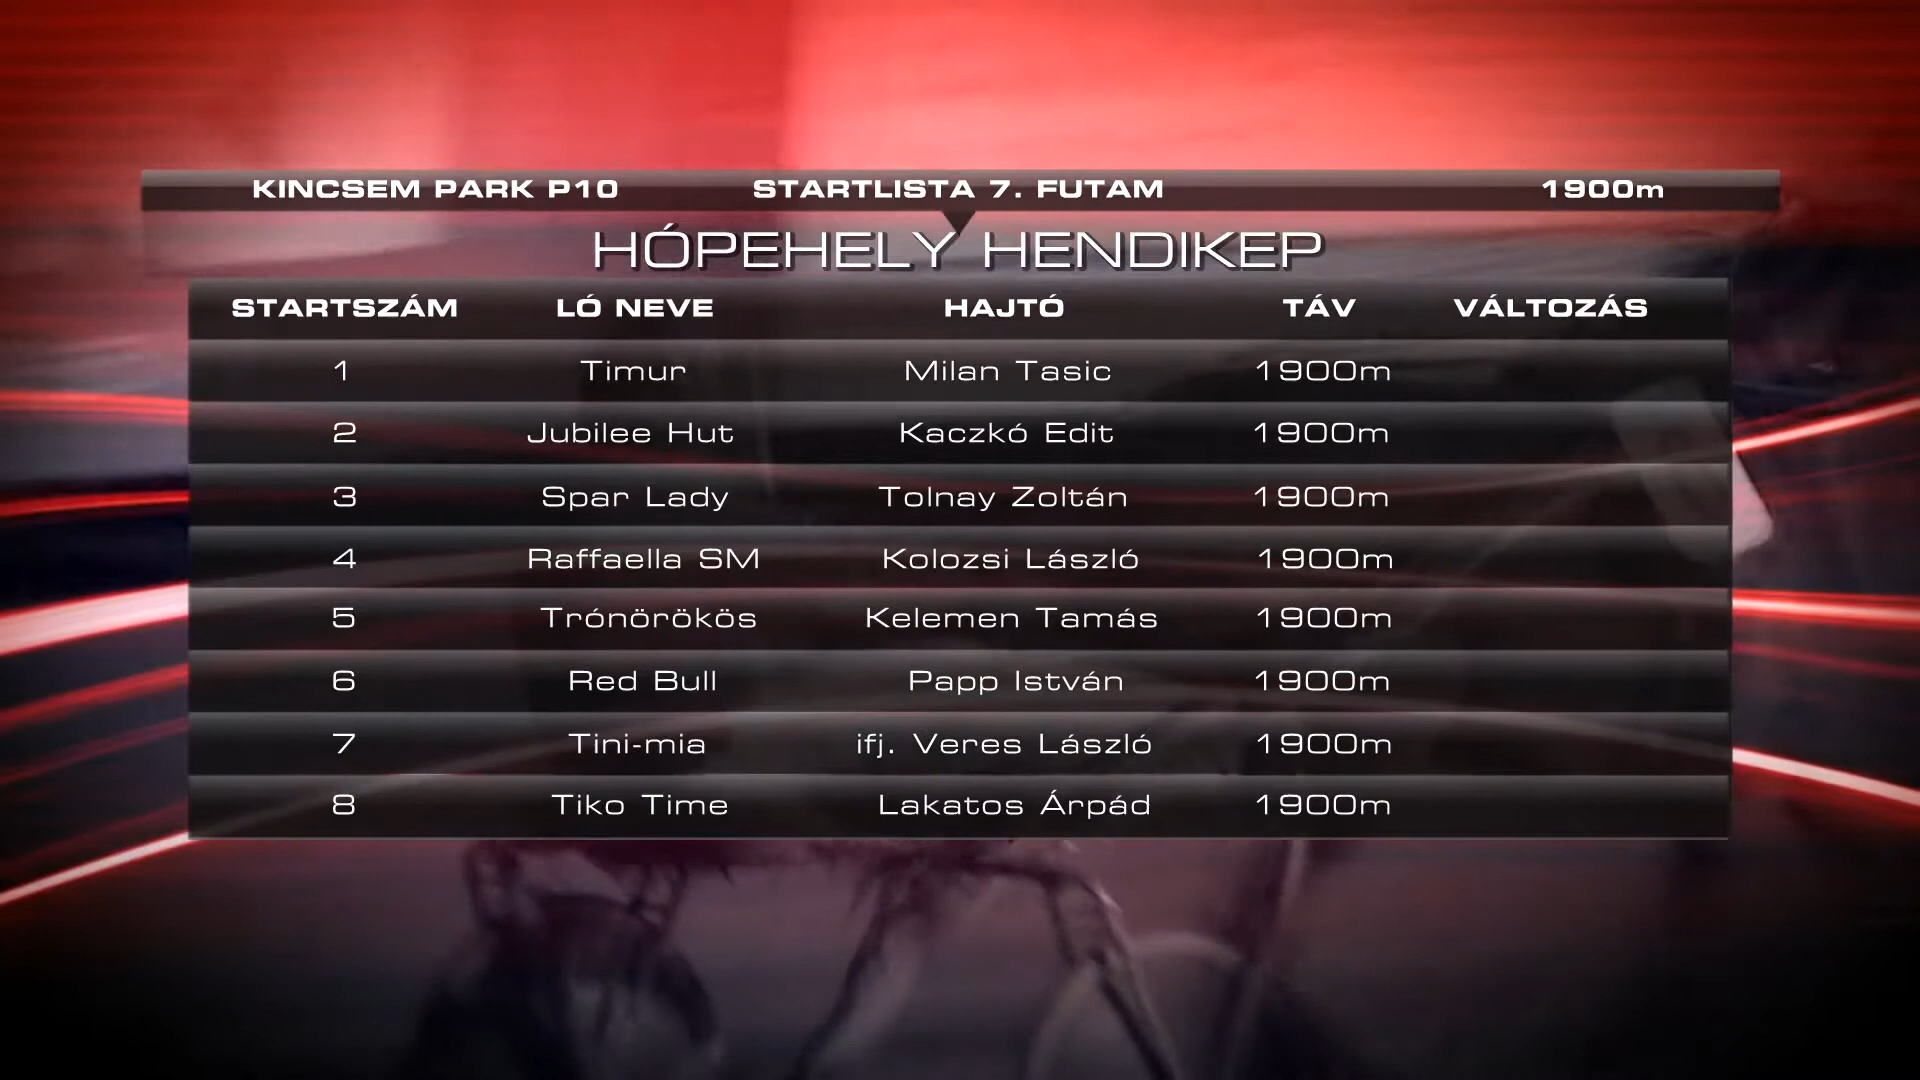 KINCSEM PARK P10 STARTLISTA 7. FUTAM 1900m
HÓPEHELY HENDIKEP
STARTSZÁM LÓ NEVE HAJTÓ TÁV VÁLTOZÁS
1 Timur Milan Tasic 1900m
2 Jubilee Hut Kaczkó Edit 1900m
3 Spar Lady Tolnay Zoltán 1900m
4 Raffaella SM Kolozsi László 1900m
5 Trónörökös Kelemen Tamás 1900m
6 Red Bull Papp István 1900m
7 Tini-mia ifj. Veres László 1900m
8 Tiko Time Lakatos Árpád 1900m